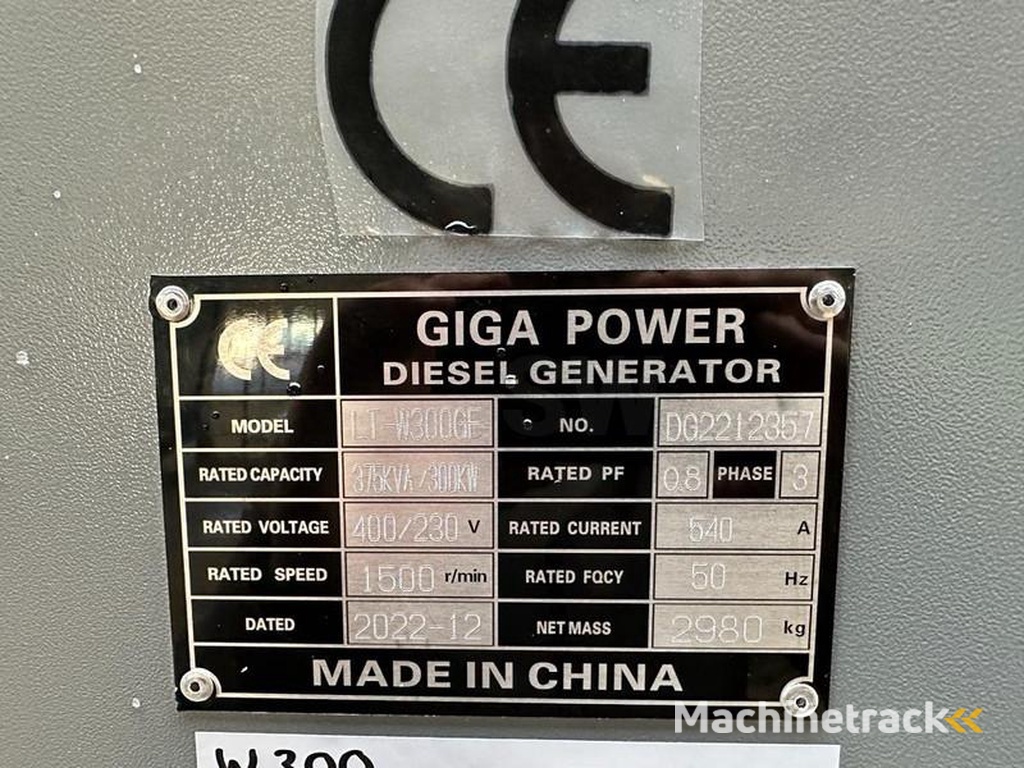 CE
CE
GIGA POWER
DIESEL GENERATOR
MODEL LT-W300GF NO. DG2212357
RATED CAPACITY 375KVA/300KW RATED PF 0.8 PHASE 3
RATED VOLTAGE 400/230 V RATED CURRENT 540 A
RATED SPEED 1500 r/min RATED FQCY 50 Hz
DATED 2022-12 NET MASS 2980 kg
MADE IN CHINA
Machinetrack
W300